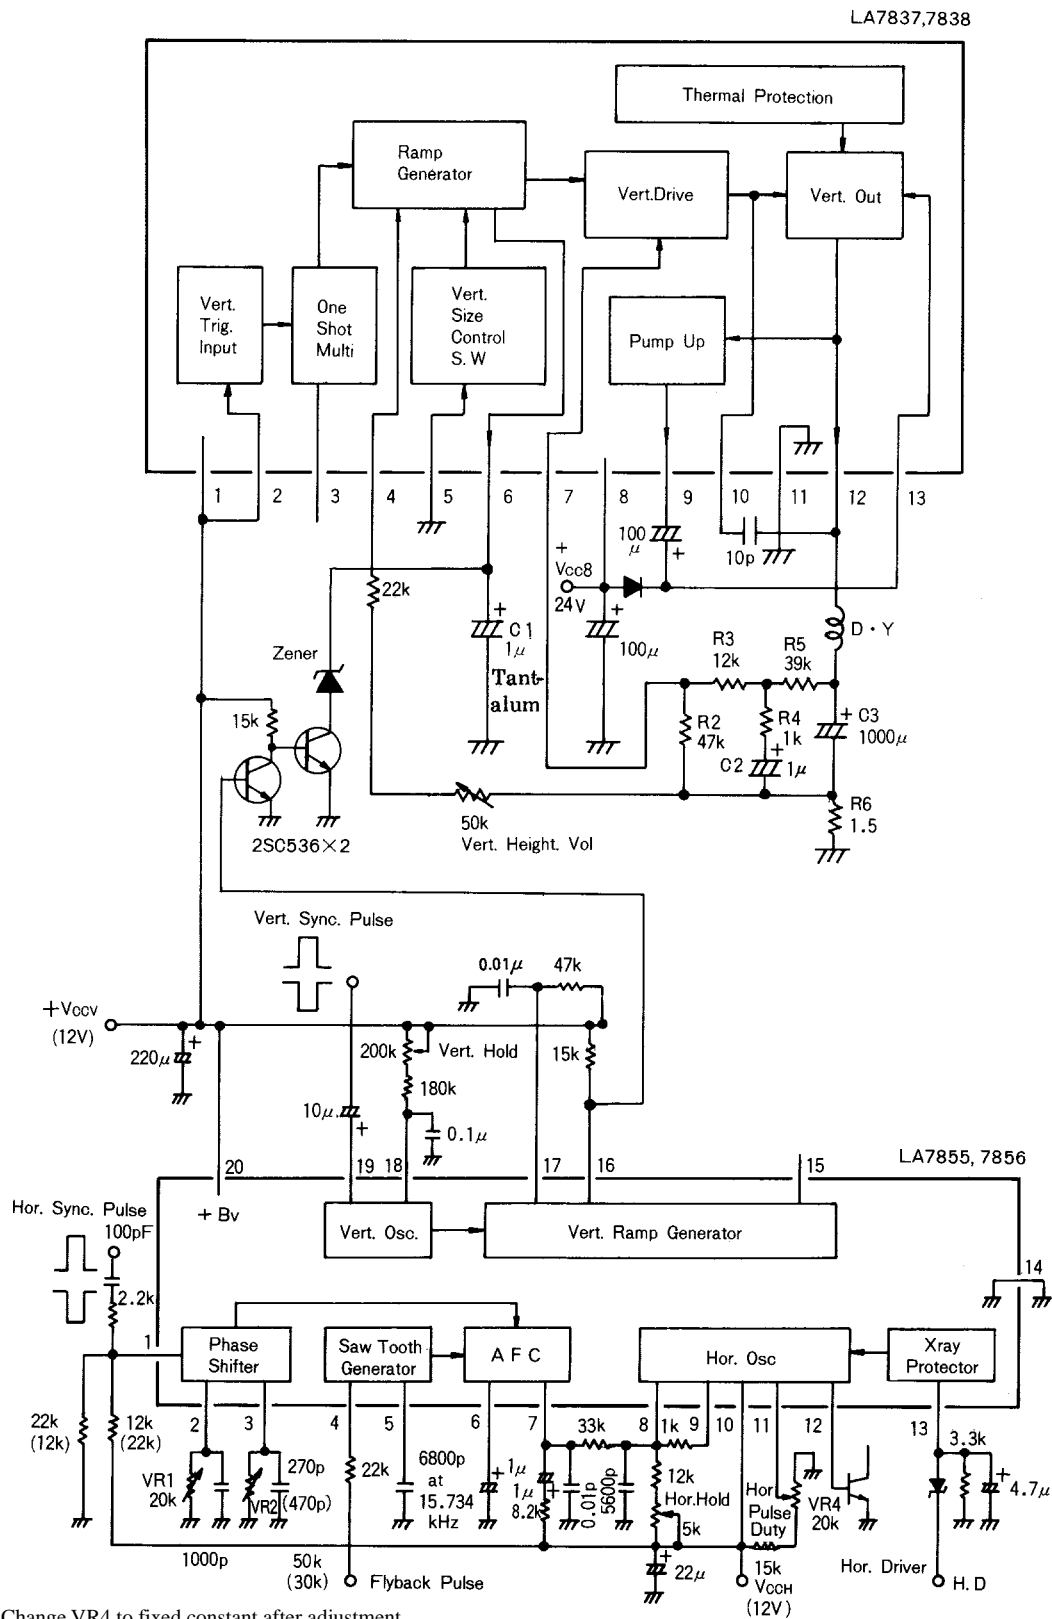 LA7837,7838
Thermal Protection
Ramp
Generator
Vert.Drive
Vert. Out
Vert.
Trig.
Input
One
Shot
Multi
Vert.
Size
Control
S.W
Pump Up
1
2
3
4
5
6
7
8
9
10
11
12
13
100
μ
+
10p
+
Vcc8
24V
22k
+
C1
1μ
Tant-
alum
+
100μ
D·Y
R3
12k
R5
39k
Zener
15k
R2
47k
R4
1k
+
C3
1000μ
C2
+
1μ
50k
Vert. Height. Vol
R6
1.5
2SC536×2
Vert. Sync. Pulse
0.01μ
47k
+Vccv
(12V)
220μ
+
200k
Vert. Hold
15k
180k
10μ
+
0.1μ
20
19
18
17
16
15
LA7855, 7856
+Bv
Vert. Osc.
Vert. Ramp Generator
Hor. Sync. Pulse
100pF
2.2k
14
1
Phase
Shifter
Saw Tooth
Generator
AFC
Hor. Osc
Xray
Protector
2
3
4
5
6
7
8
9
10
11
12
13
33k
1k
22k
(12k)
12k
(22k)
VR1
20k
VR2
270p
(470p)
22k
6800p
at
15.734
kHz
1μ
+
1μ
+
8.2k
0.01p
5600p
12k
Hor.Hold
5k
Hor
Pulse
Duty
VR4
20k
3.3k
+
4.7μ
1000p
50k
(30k)
Flyback Pulse
+
22μ
15k
VccH
(12V)
Hor. Driver
H.D
Change VR4 to fixed constant after adjustment